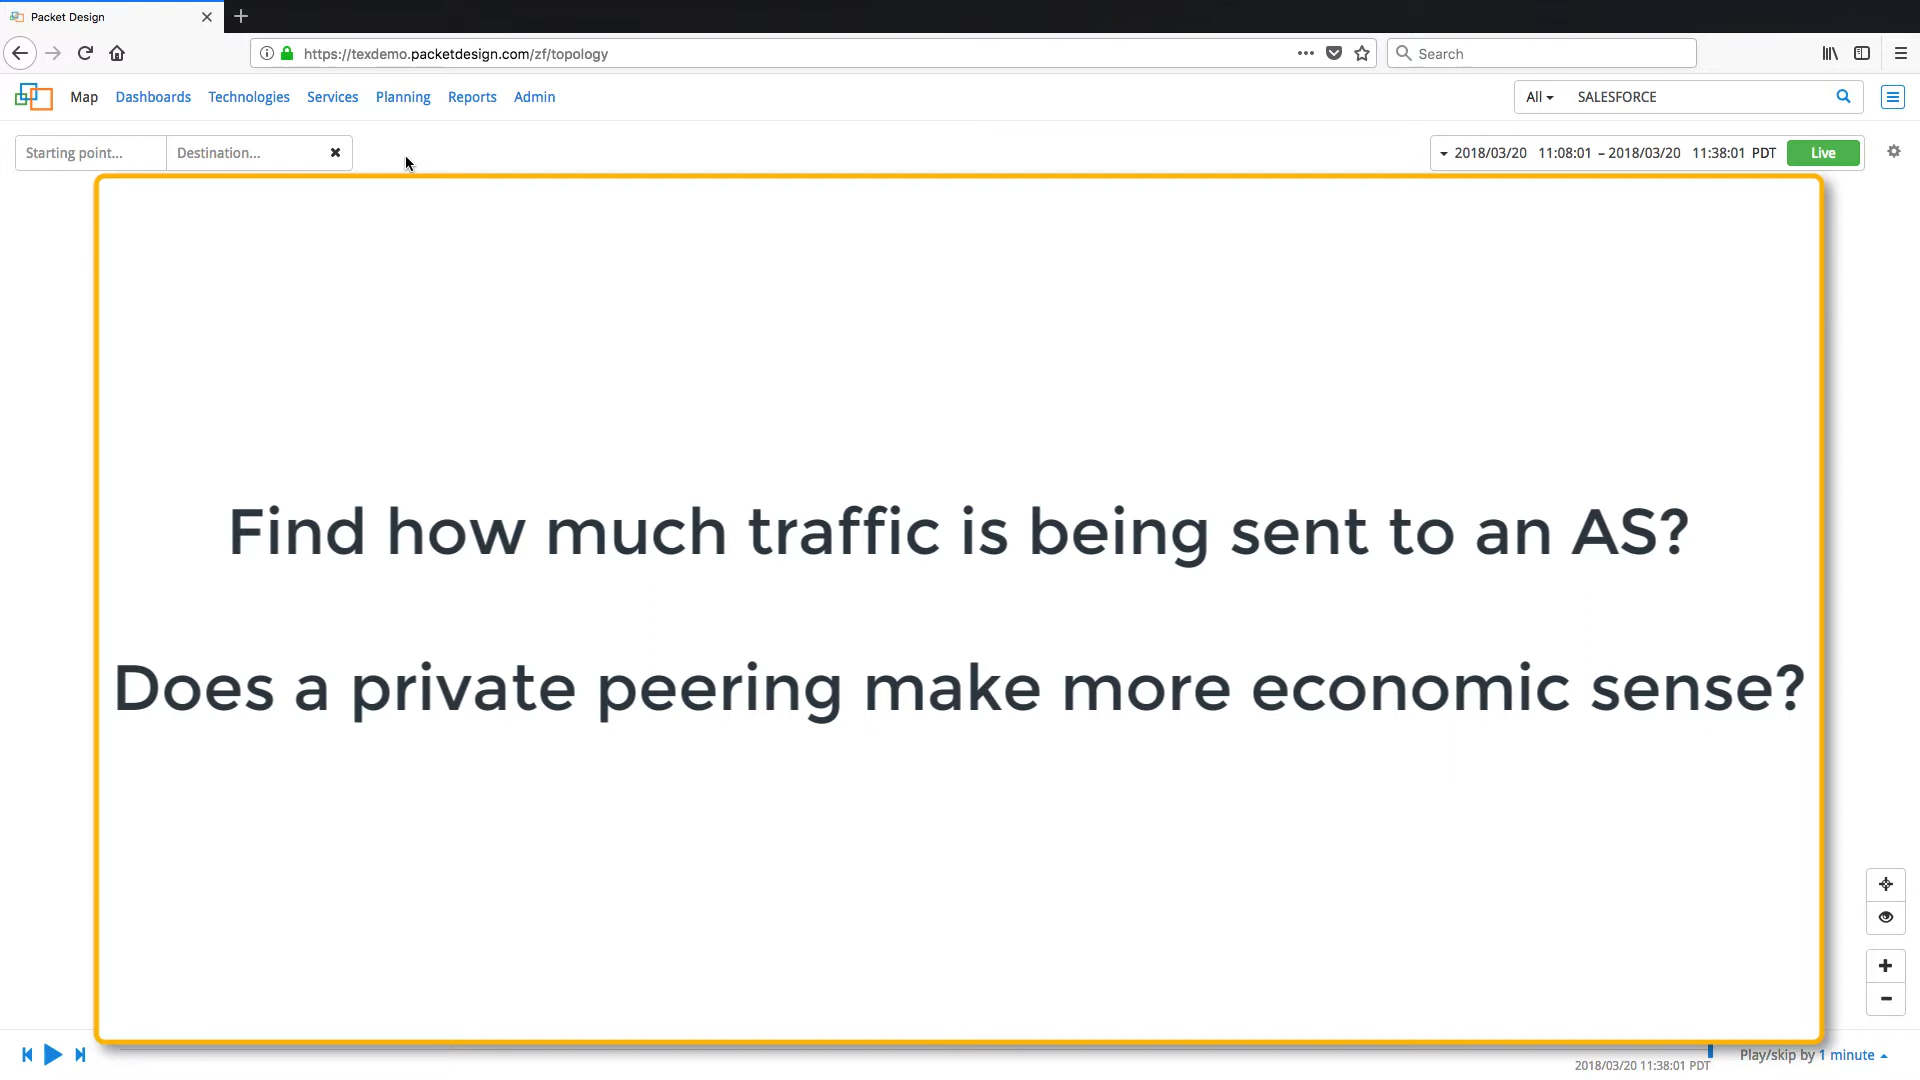 Packet Design
https://texdemo.packetdesign.com/zf/topology
Search
Map Dashboards Technologies Services Planning Reports Admin
All SALESFORCE
Starting point... Destination...
2018/03/20 11:08:01 – 2018/03/20 11:38:01 PDT Live
Find how much traffic is being sent to an AS?
Does a private peering make more economic sense?
2018/03/20 11:38:01 PDT
Play/skip by 1 minute